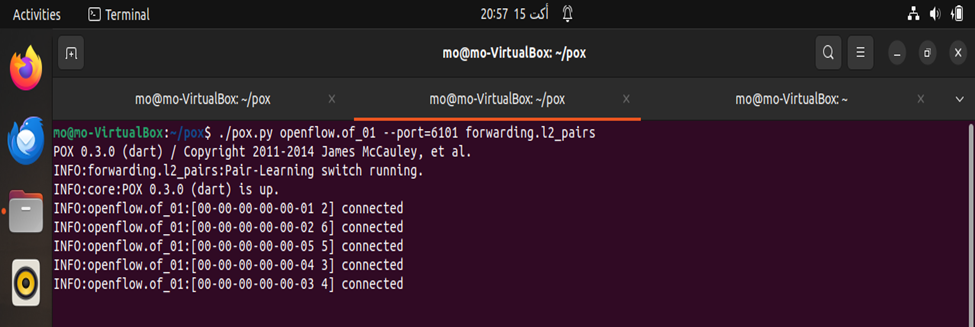 Activities
Terminal
20:57 15 أكت
mo@mo-VirtualBox: ~/pox
mo@mo-VirtualBox: ~/pox
mo@mo-VirtualBox: ~/pox
mo@mo-VirtualBox: ~
mo@mo-VirtualBox:~/pox$ ./pox.py openflow.of_01 --port=6101 forwarding.l2_pairs
POX 0.3.0 (dart) / Copyright 2011-2014 James McCauley, et al.
INFO:forwarding.l2_pairs:Pair-Learning switch running.
INFO:core:POX 0.3.0 (dart) is up.
INFO:openflow.of_01:[00-00-00-00-00-01 2] connected
INFO:openflow.of_01:[00-00-00-00-00-02 6] connected
INFO:openflow.of_01:[00-00-00-00-00-05 5] connected
INFO:openflow.of_01:[00-00-00-00-00-04 3] connected
INFO:openflow.of_01:[00-00-00-00-00-03 4] connected